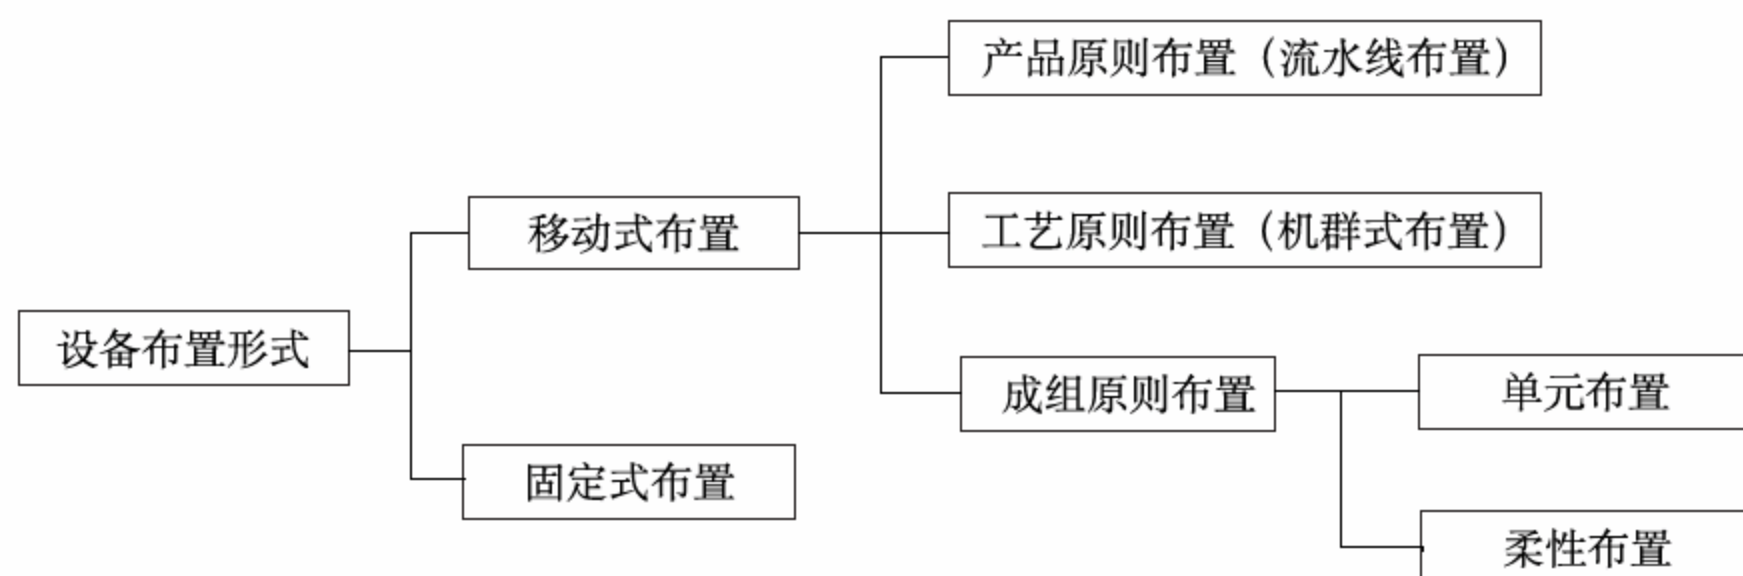 产品原则布置（流水线布置）
移动式布置
工艺原则布置（机群式布置）
设备布置形式
成组原则布置
单元布置
固定式布置
柔性布置